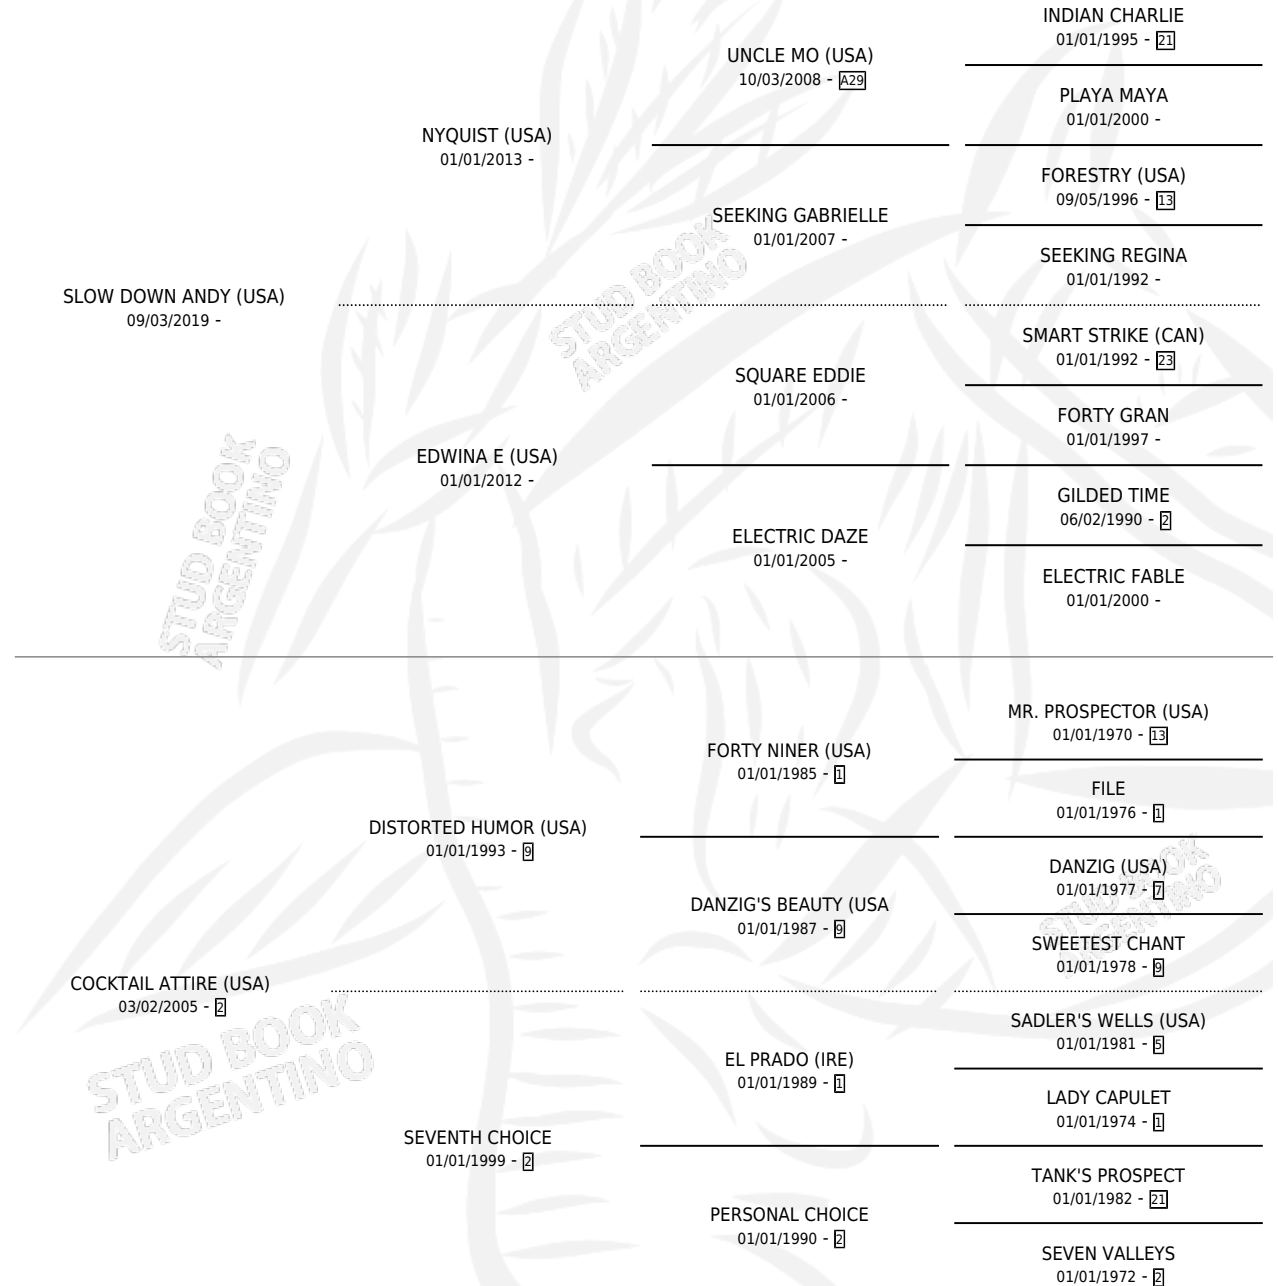 INDIAN CHARLIE
01/01/1995 - 21
UNCLE MO (USA)
10/03/2008 - A29
PLAYA MAYA
01/01/2000 -
NYQUIST (USA)
01/01/2013 -
FORESTRY (USA)
09/05/1996 - 13
SEEKING GABRIELLE
01/01/2007 -
SEEKING REGINA
01/01/1992 -
SLOW DOWN ANDY (USA)
09/03/2019 -
SMART STRIKE (CAN)
01/01/1992 - 23
SQUARE EDDIE
01/01/2006 -
FORTY GRAN
01/01/1997 -
EDWINA E (USA)
01/01/2012 -
GILDED TIME
06/02/1990 - 2
ELECTRIC DAZE
01/01/2005 -
ELECTRIC FABLE
01/01/2000 -
MR. PROSPECTOR (USA)
01/01/1970 - 13
FORTY NINER (USA)
01/01/1985 - 1
FILE
01/01/1976 - 1
DISTORTED HUMOR (USA)
01/01/1993 - 9
DANZIG (USA)
01/01/1977 - 7
DANZIG'S BEAUTY (USA
01/01/1987 - 9
SWEETEST CHANT
01/01/1978 - 9
COCKTAIL ATTIRE (USA)
03/02/2005 - 2
SADLER'S WELLS (USA)
01/01/1981 - 5
EL PRADO (IRE)
01/01/1989 - 1
LADY CAPULET
01/01/1974 - 1
SEVENTH CHOICE
01/01/1999 - 2
TANK'S PROSPECT
01/01/1982 - 21
PERSONAL CHOICE
01/01/1990 - 2
SEVEN VALLEYS
01/01/1972 - 2
STUD BOOK
ARGENTINO
STUD BOOK
ARGENTINO
STUD BOOK
ARGENTINO
STUD BOOK
ARGENTINO